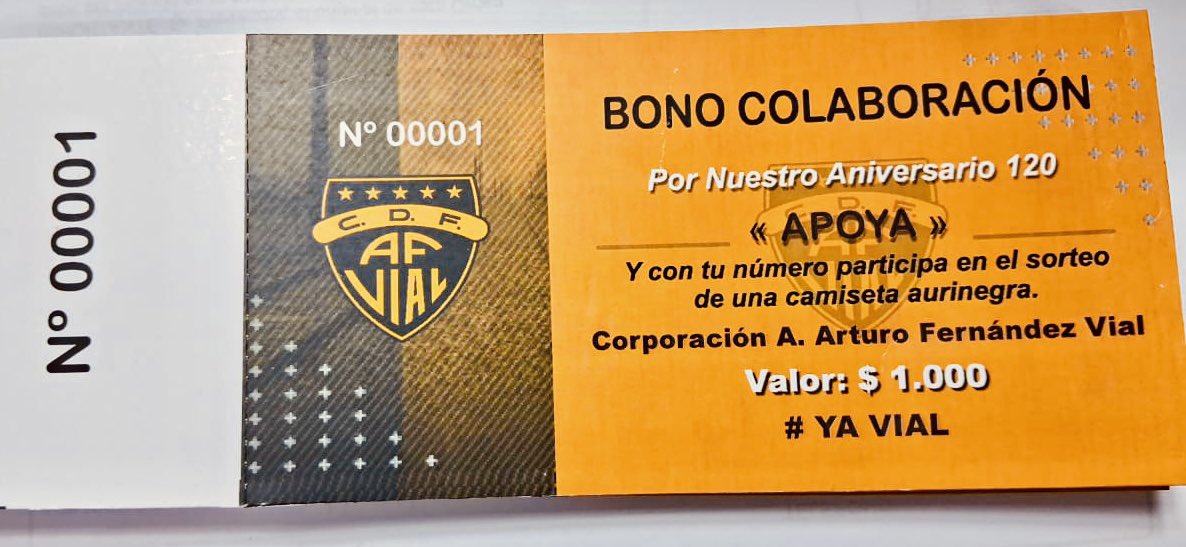 N° 00001
N° 00001
C. D. F.
AF
VIAL
BONO COLABORACIÓN
Por Nuestro Aniversario 120
« APOYA »
Y con tu número participa en el sorteo
de una camiseta aurinegra.
Corporación A. Arturo Fernández Vial
Valor: $ 1.000
# YA VIAL